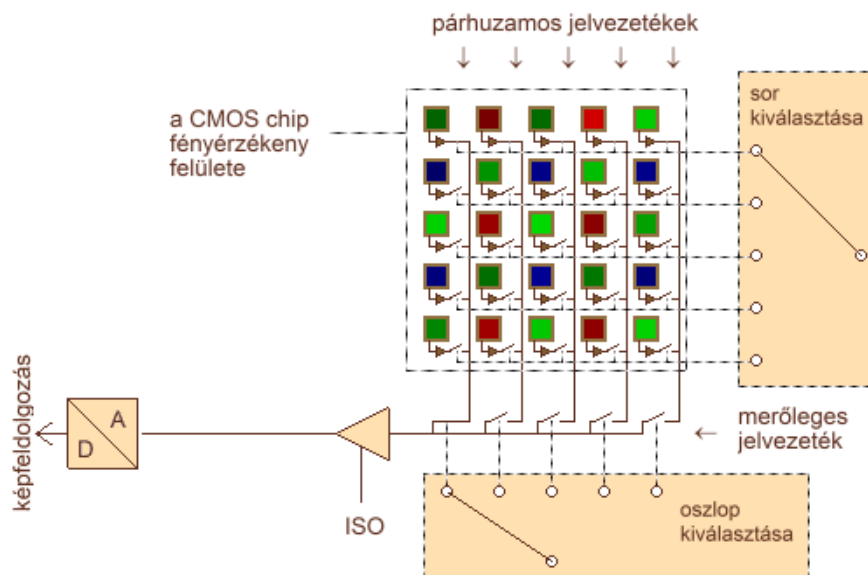 párhuzamos jelvezetékek
a CMOS chip
fényérzékeny
felülete
sor
kiválasztása
képfeldolgozás
A
D
ISO
merőleges
jelvezeték
oszlop
kiválasztása